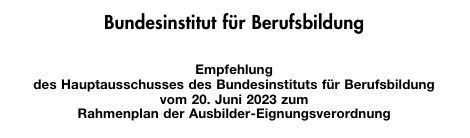 Bundesinstitut für Berufsbildung
Empfehlung
des Hauptausschusses des Bundesinstituts für Berufsbildung
vom 20. Juni 2023 zum
Rahmenplan der Ausbilder-Eignungsverordnung